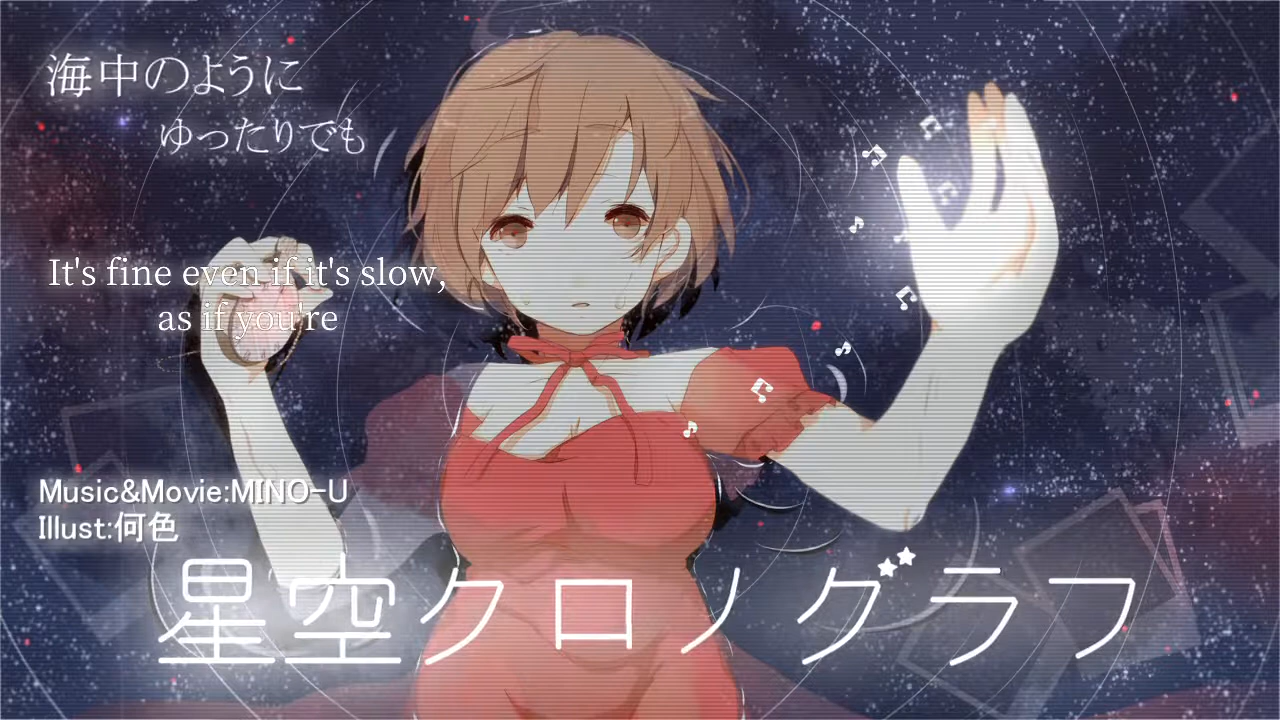 海中のように
ゆったりでも
It's fine even if it's slow,
as if you're
Music&Movie:MINO-U
Illust:何色
星空クロノグラフ